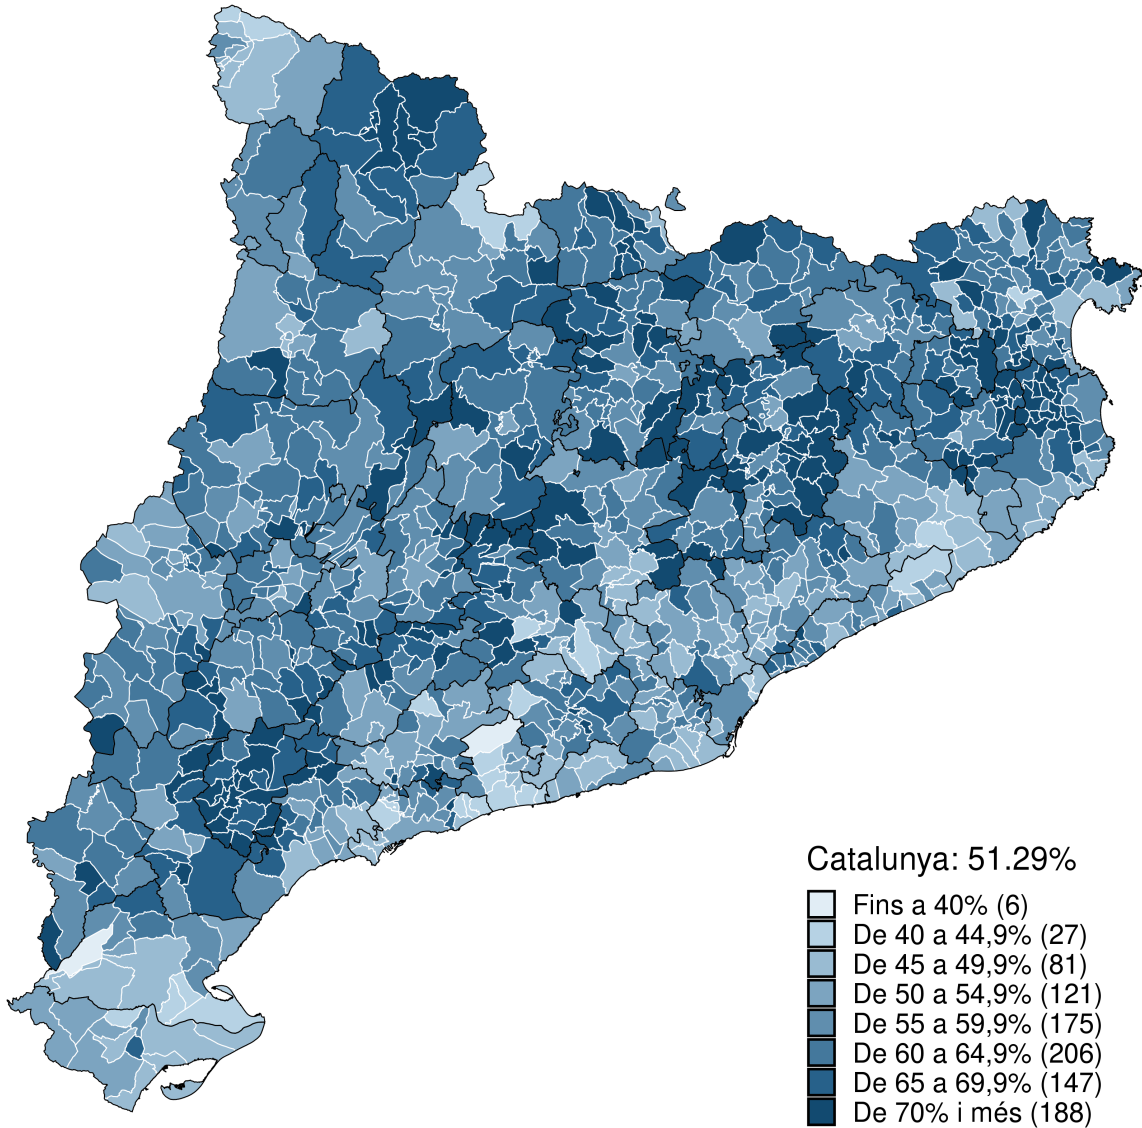 Catalunya: 51.29%
Fins a 40% (6)
De 40 a 44,9% (27)
De 45 a 49,9% (81)
De 50 a 54,9% (121)
De 55 a 59,9% (175)
De 60 a 64,9% (206)
De 65 a 69,9% (147)
De 70% i més (188)